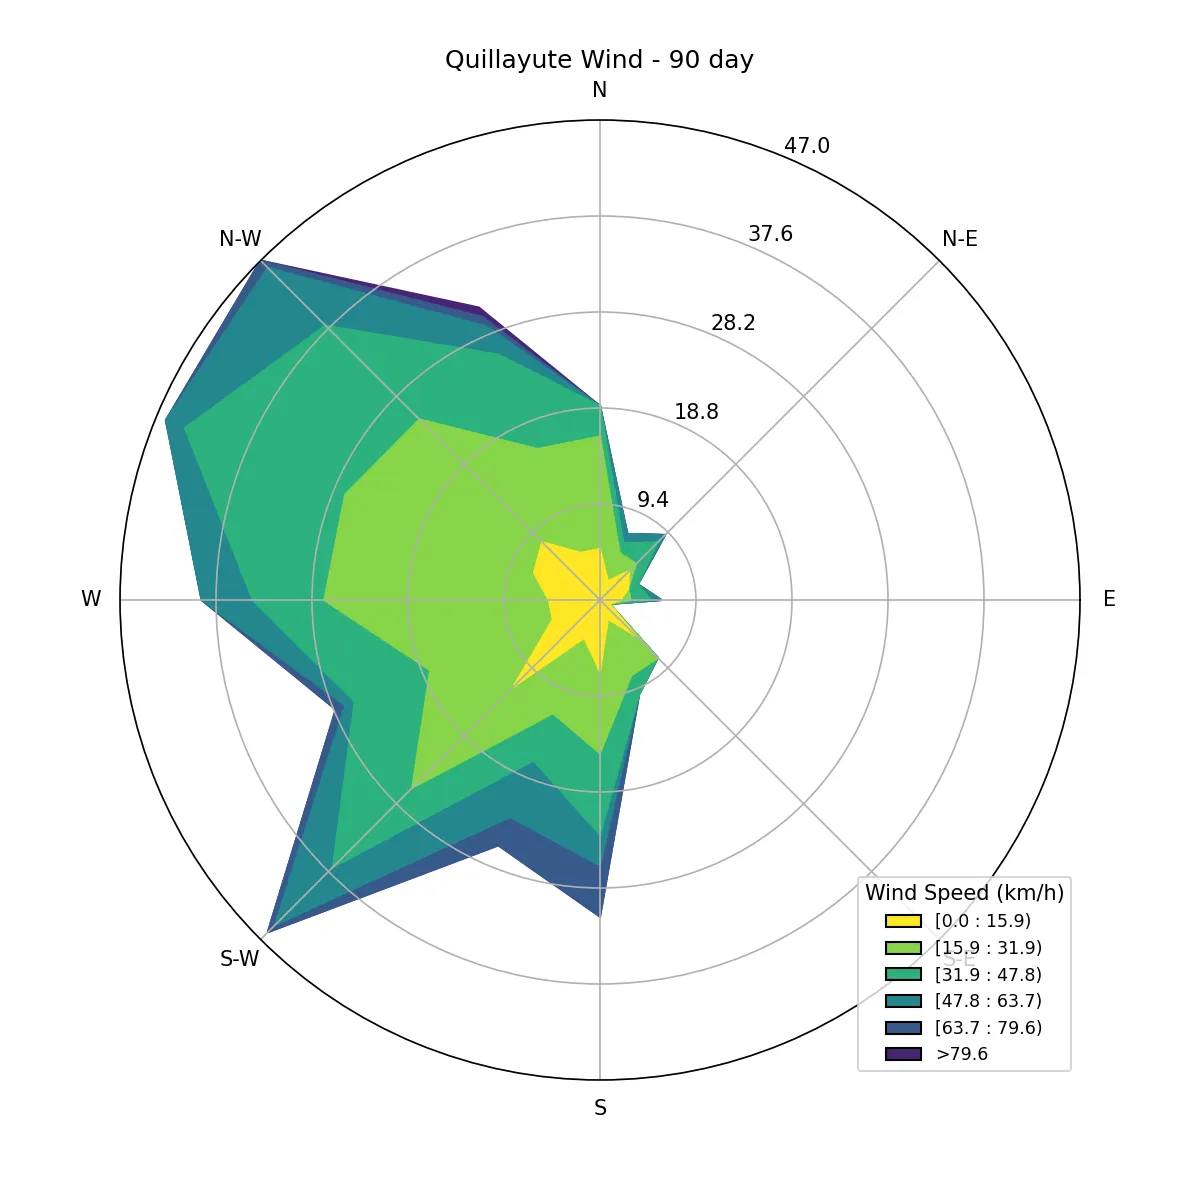 Quillayute Wind - 90 day
N
47.0
37.6
N-W
N-E
28.2
18.8
9.4
W
E
S-W
S-E
S
Wind Speed (km/h)
[0.0 : 15.9)
[15.9 : 31.9)
[31.9 : 47.8)
[47.8 : 63.7)
[63.7 : 79.6)
>79.6